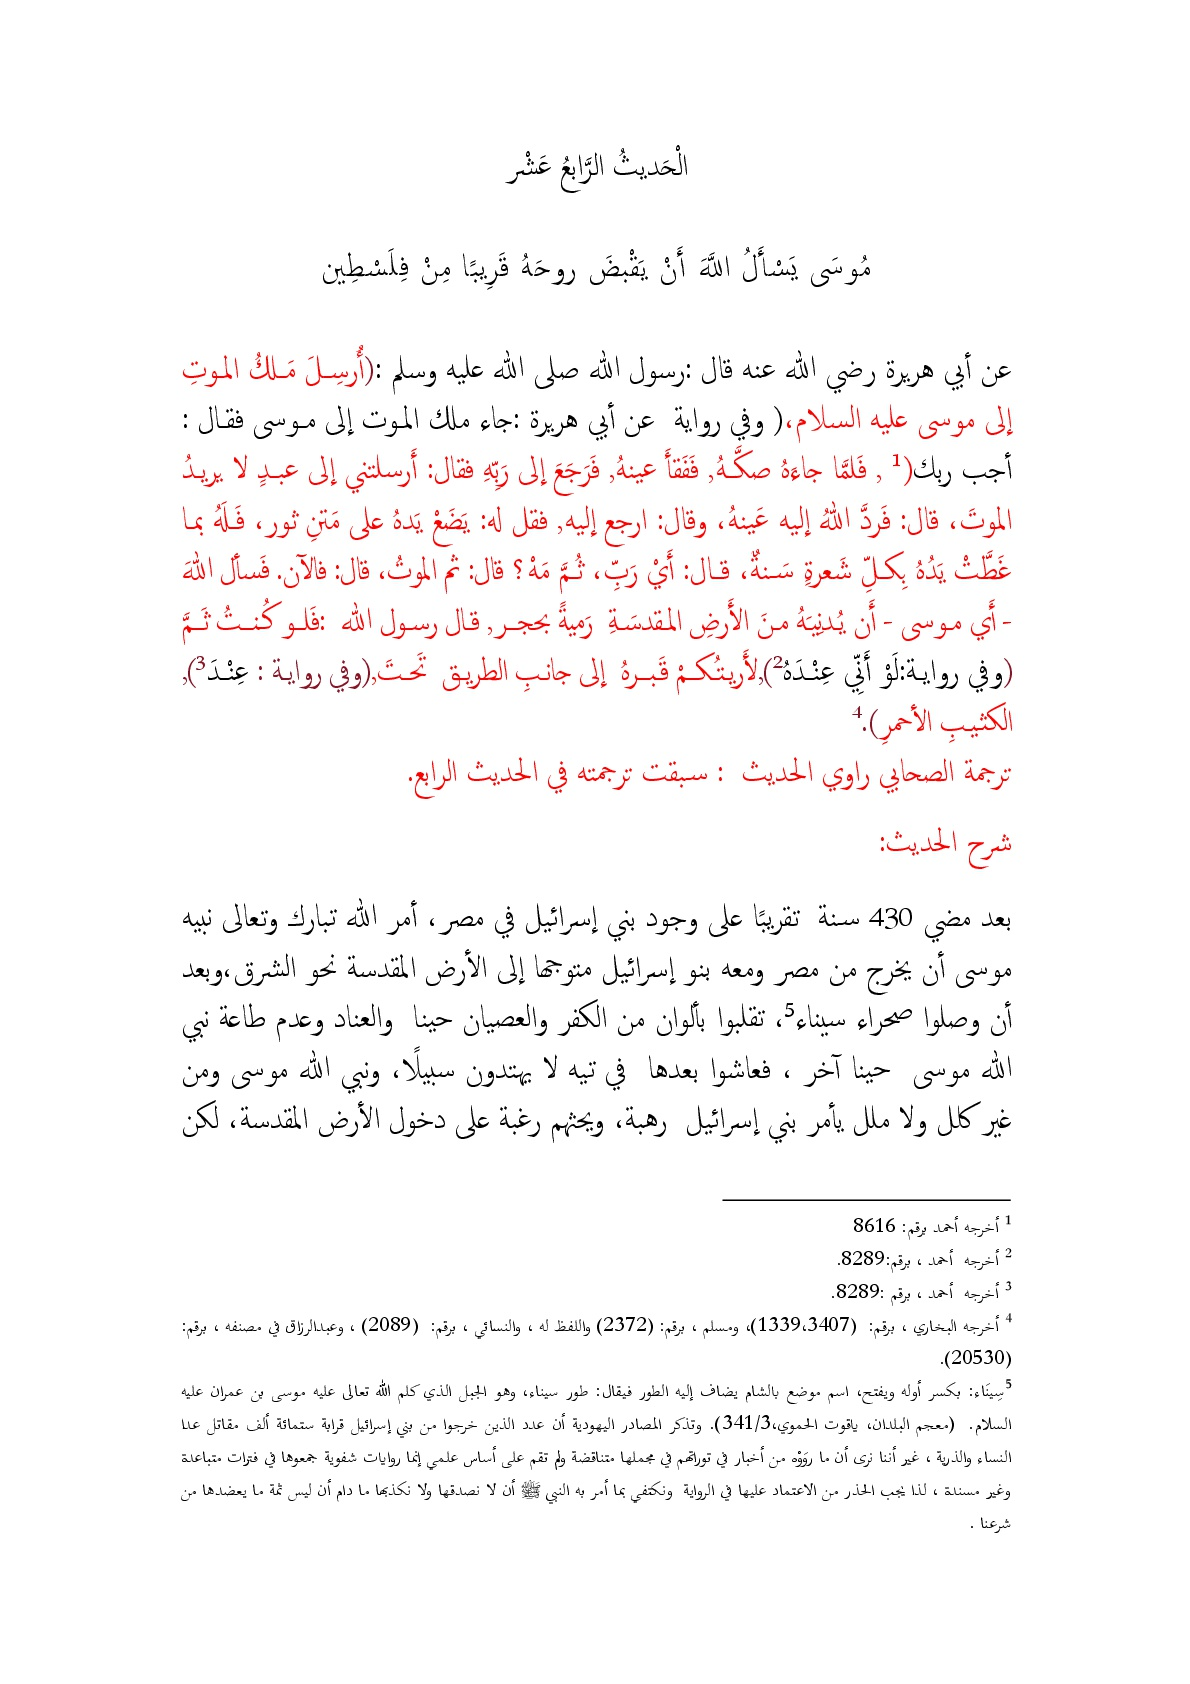 الْحَديثُ الرَّابعُ عَشْر
مُوسَى يَسْأَلُ اللَّهَ أَنْ يَقْبضَ روحَهُ قَرِيبًا مِنْ فِلَسْطِين
عن أبي هريرة رضي الله عنه قال :رسول الله صلى الله عليه وسلم :(أُرسِلَ مَلكُ الموتِ
إلى موسى عليه السلام،( وفي رواية عن أبي هريرة :جاء ملك الموت إلى موسى فقال :
أجب ربك(1 , فَلمَّا جاءَهُ صكَّهُ, فَفَقأَ عينهُ, فَرَجَعَ إلى رَبِّهِ فقال: أَرسلتني إلى عبدٍ لا يريدُ
الموتَ، قال: فَردَّ اللهُ إليه عَينهُ، وقال: ارجع إليه, فقل له: يَضَعْ يَدهُ على مَتنِ ثور، فَلَهُ بما
غَطَّتْ يَدُهُ بِكلِّ شَعرةٍ سَنةٌ، قال: أَيْ رَبِّ، ثُمَّ مَهْ؟ قال: ثم الموتُ، قال: فالآن. فَسأل اللهَ
- أَي موسى - أَن يُدنِيَهُ منَ الأَرضِ المقدسَةِ رَميةً بحجر, قال رسول الله :فَلو كُنتُ ثَمَّ
(وفي رواية:لَوْ أَنِّي عِنْدَهُ2),لأَريتُكمْ قَبرهُ إلى جانبِ الطريق تَحتَ,(وفي رواية : عِنْدَ3),
الكثيبِ الأحمرِ).4
ترجمة الصحابي راوي الحديث : سبقت ترجمته في الحديث الرابع.
شرح الحديث:
بعد مضي 430 سنة تقريبًا على وجود بني إسرائيل في مصر، أمر الله تبارك وتعالى نبيه
موسى أن يخرج من مصر ومعه بنو إسرائيل متوجها إلى الأرض المقدسة نحو الشرق،وبعد
أن وصلوا صحراء سيناء5، تقلبوا بألوان من الكفر والعصيان حينا والعناد وعدم طاعة نبي
الله موسى حينا آخر ، فعاشوا بعدها في تيه لا يهتدون سبيلًا، ونبي الله موسى ومن
غير كلل ولا ملل يأمر بني إسرائيل رهبة، ويحثهم رغبة على دخول الأرض المقدسة، لكن
1 أخرجه أحمد برقم: 8616
2 أخرجه أحمد ، برقم:8289.
3 أخرجه أحمد ، برقم :8289.
4 أخرجه البخاري ، برقم: (1339،3407)، ومسلم ، برقم: (2372) واللفظ له ، والنسائي ، برقم: (2089) ، وعبدالرزاق في مصنفه ، برقم:
(20530).
5سِينَاء: بكسر أوله ويفتح، اسم موضع بالشام يضاف إليه الطور فيقال: طور سيناء، وهو الجبل الذي كلم الله تعالى عليه موسى بن عمران عليه
السلام. (معجم البلدان، ياقوت الحموي،341/3). وتذكر المصادر اليهودية أن عدد الذين خرجوا من بني إسرائيل قرابة ستمائة ألف مقاتل عدا
النساء والذرية ، غير أننا نرى أن ما روَوْه من أخبار في توراتهم في مجملها متناقضة ولم تقم على أساس علمي إنما روايات شفوية جمعوها في فترات متباعدة
وغير مسندة ، لذا يجب الحذر من الاعتماد عليها في الرواية ونكتفي بما أمر به النبي ﷺ أن لا نصدقها ولا نكذبها ما دام أن ليس ثمة ما يعضدها من
شرعنا .